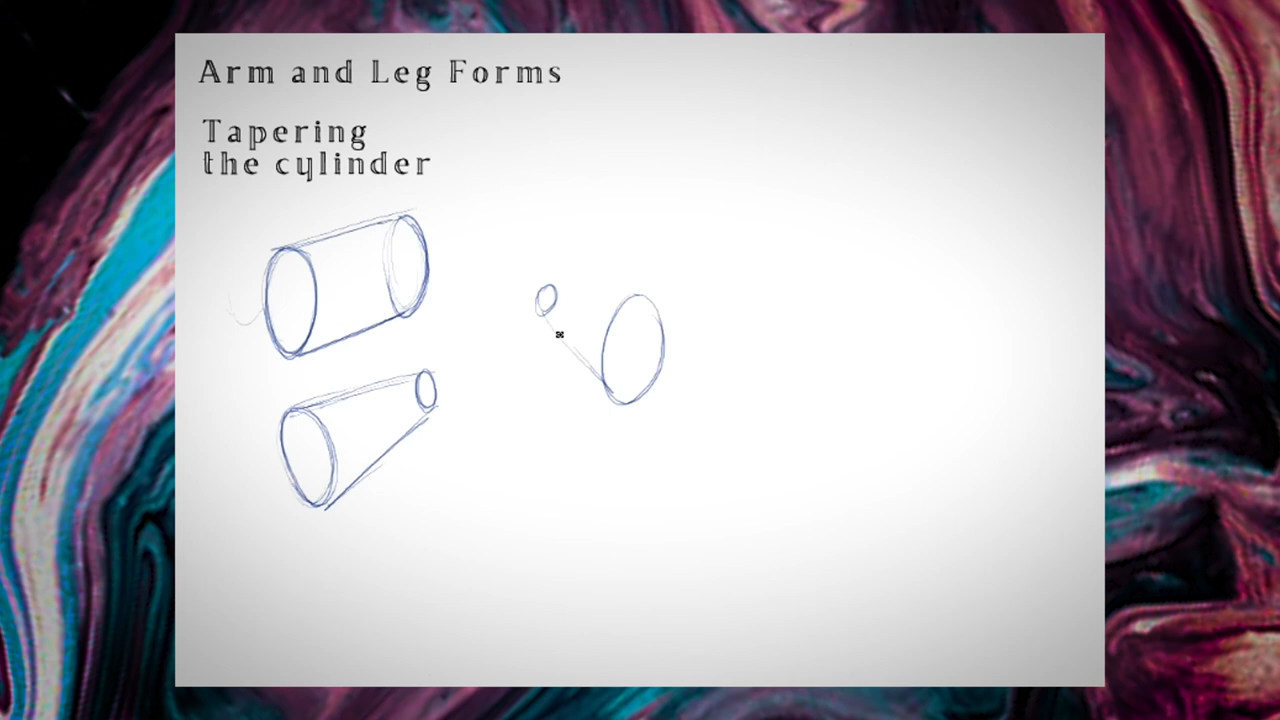 Arm and Leg Forms
Tapering
the cylinder